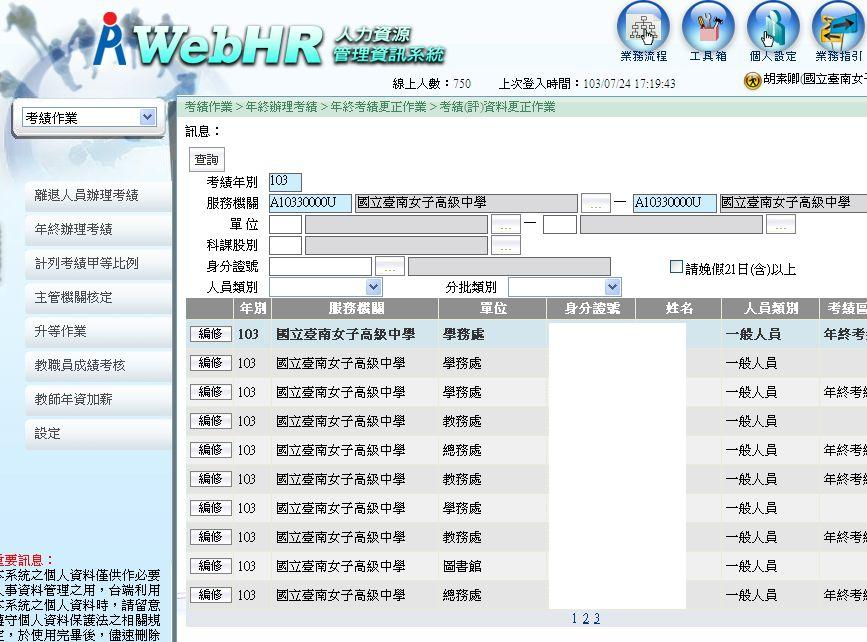 WebHR 人力資源
管理資訊系統
業務流程 工具箱 個人設定 業務指引
線上人數：750 上次登入時間：103/07/24 17:19:43 胡素卿(國立臺南女子
考績作業
考績作業 > 年終辦理考績 > 年終考績更正作業 > 考績(評)資料更正作業
訊息：
查詢
考績年別 103
服務機關 A10330000U 國立臺南女子高級中學 ... — A10330000U 國立臺南女子高級中學
單位 ... — ...
科課股別 ...
身分證號 ... 請娩假21日(含)以上
人員類別 分批類別
離退人員辦理考績
年終辦理考績
計列考績甲等比例
主管機關核定
升等作業
教職員成績考核
教師年資加薪
設定
年別 服務機關 單位 身分證號 姓名 人員類別 考績區
編修 103 國立臺南女子高級中學 學務處 一般人員 年終考
編修 103 國立臺南女子高級中學 學務處 一般人員
編修 103 國立臺南女子高級中學 學務處 一般人員 年終考
編修 103 國立臺南女子高級中學 教務處 一般人員
編修 103 國立臺南女子高級中學 總務處 一般人員 年終考
編修 103 國立臺南女子高級中學 教務處 一般人員 年終考
編修 103 國立臺南女子高級中學 學務處 一般人員
編修 103 國立臺南女子高級中學 教務處 一般人員 年終考
編修 103 國立臺南女子高級中學 圖書館 一般人員
編修 103 國立臺南女子高級中學 總務處 一般人員 年終考
1 2 3
重要訊息：
本系統之個人資料僅供作必要
人事資料管理之用，台端利用
本系統之個人資料時，請留意
遵守個人資料保護法之相關規
定，於使用完畢後，儘速刪除